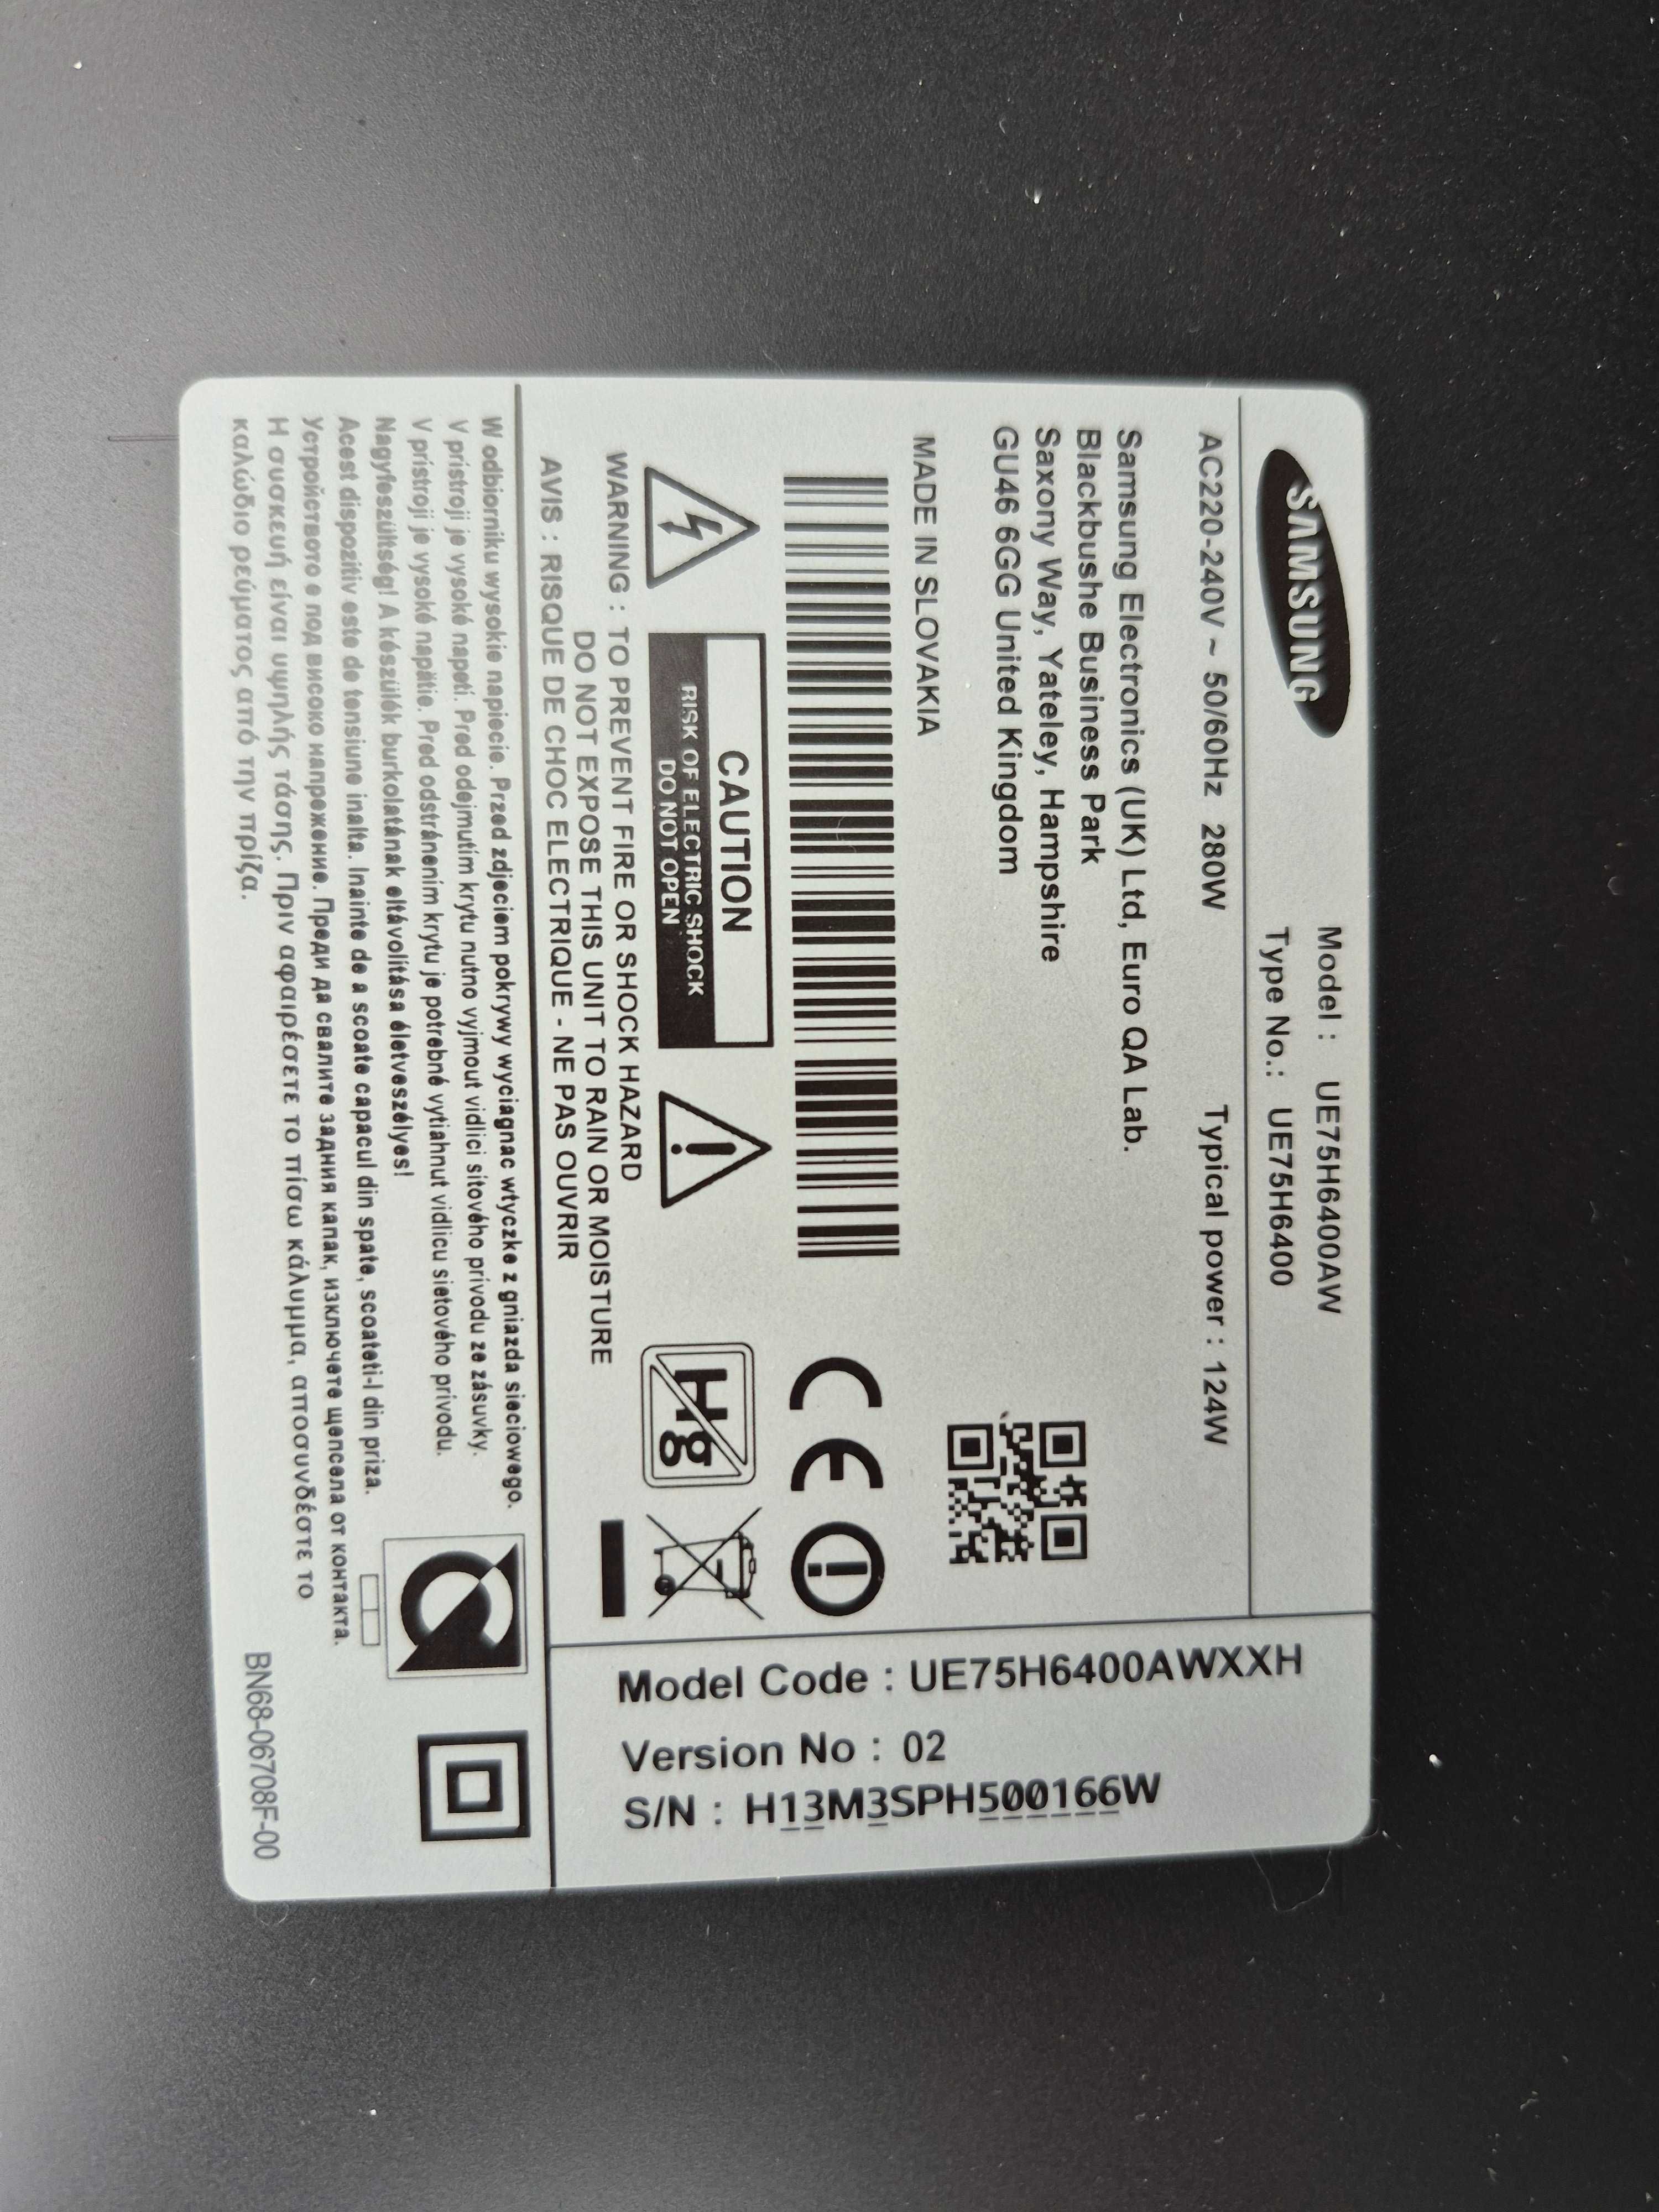 SAMSUNG
Model : UE75H6400AW
Type No.: UE75H6400
AC220-240V ~ 50/60Hz 280W Typical power : 124W
Samsung Electronics (UK) Ltd, Euro QA Lab.
Blackbushe Business Park
Saxony Way, Yateley, Hampshire
GU46 6GG United Kingdom
MADE IN SLOVAKIA
CE
CAUTION
RISK OF ELECTRIC SHOCK
DO NOT OPEN
Hg
WARNING : TO PREVENT FIRE OR SHOCK HAZARD
DO NOT EXPOSE THIS UNIT TO RAIN OR MOISTURE
AVIS : RISQUE DE CHOC ELECTRIQUE - NE PAS OUVRIR
Model Code : UE75H6400AWXXH
Version No : 02
S/N : H13M3SPH500166W
W odbiorniku wysokie napiecie. Przed zdjeciem pokrywy wyciagnac wtyczke z gniazda sieciowego.
V prístroji je vysoké napetí. Pred odejmutím krytu nutno vyjmout vidlici sitového prívodu ze zásuvky.
V prístroji je vysoké napätie. Pred odstránenim krytu je potrebné vytiahnut vidlicu sietového prívodu.
Nagyfeszültség! A készülék burkolatának eltávolítása életveszélyes!
Acest dispozitiv este de tensiune inalta. Inainte de a scoate capacul din spate, scoateti-l din priza.
Устройството е под високо напрежение. Преди да свалите задния капак, изключете щепсела от контакта.
Η συσκευή είναι υψηλής τάσης. Πριν αφαιρέσετε το πίσω κάλυμμα, αποσυνδέστε το
καλώδιο ρεύματος από την πρίζα.
BN68-06708F-00